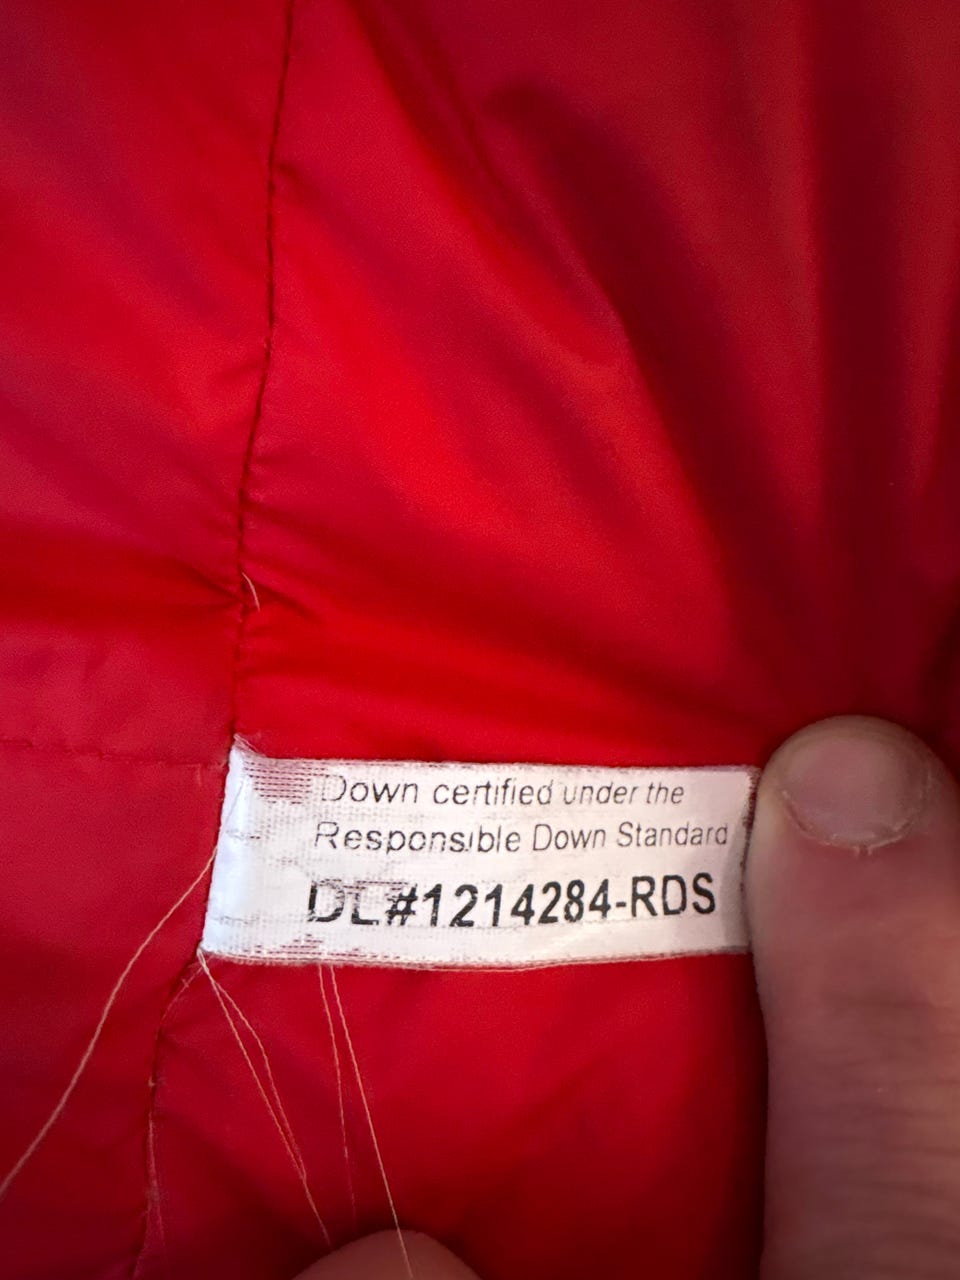 Down certified under the
Responsible Down Standard
DL#1214284-RDS